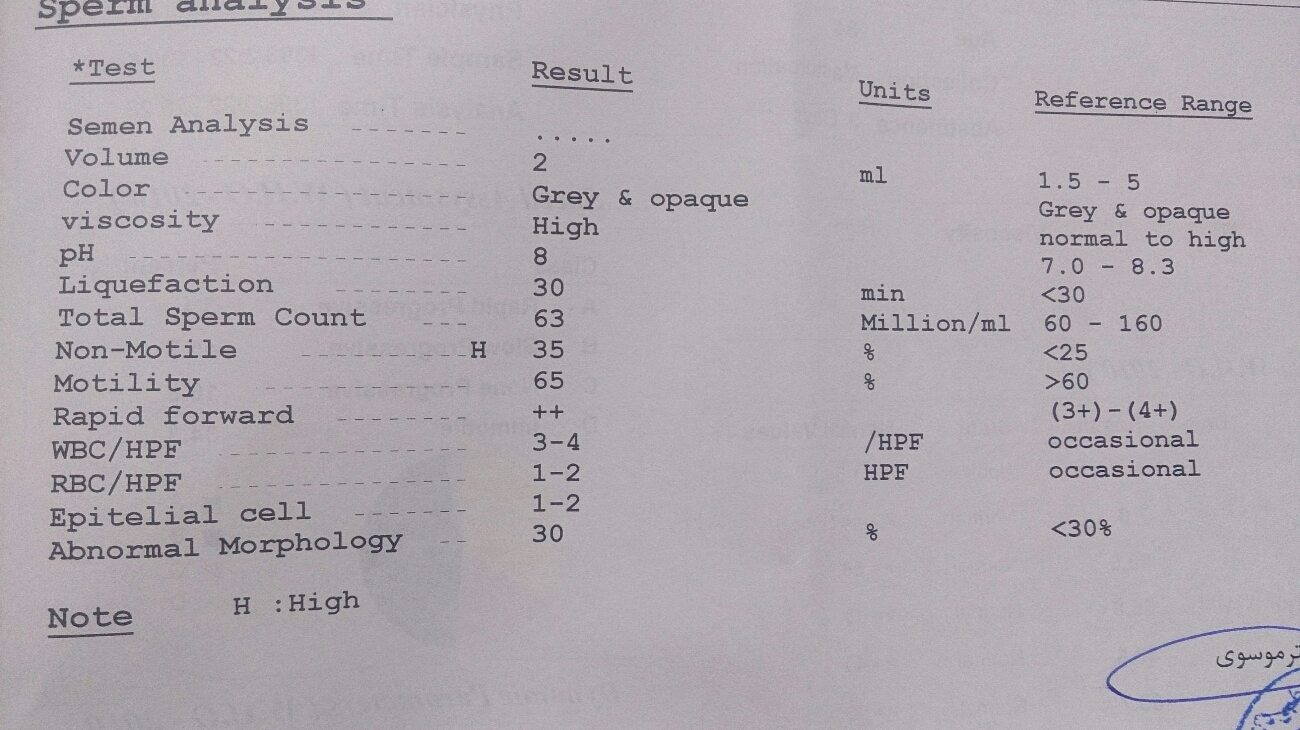 Sperm analysis
*Test Result Units Reference Range
Semen Analysis ------- .....
Volume ---------------- 2 ml 1.5 - 5
Color ----------------- Grey & opaque Grey & opaque
viscosity ------------- High normal to high
pH -------------------- 8 7.0 - 8.3
Liquefaction -------- 30 min <30
Total Sperm Count --- 63 Million/ml 60 - 160
Non-Motile ----------H 35 % <25
Motility ------------ 65 % >60
Rapid forward -------- ++ (3+)-(4+)
WBC/HPF -------------- 3-4 /HPF occasional
RBC/HPF -------------- 1-2 HPF occasional
Epitelial cell ------- 1-2
Abnormal Morphology -- 30 % <30%
Note H :High